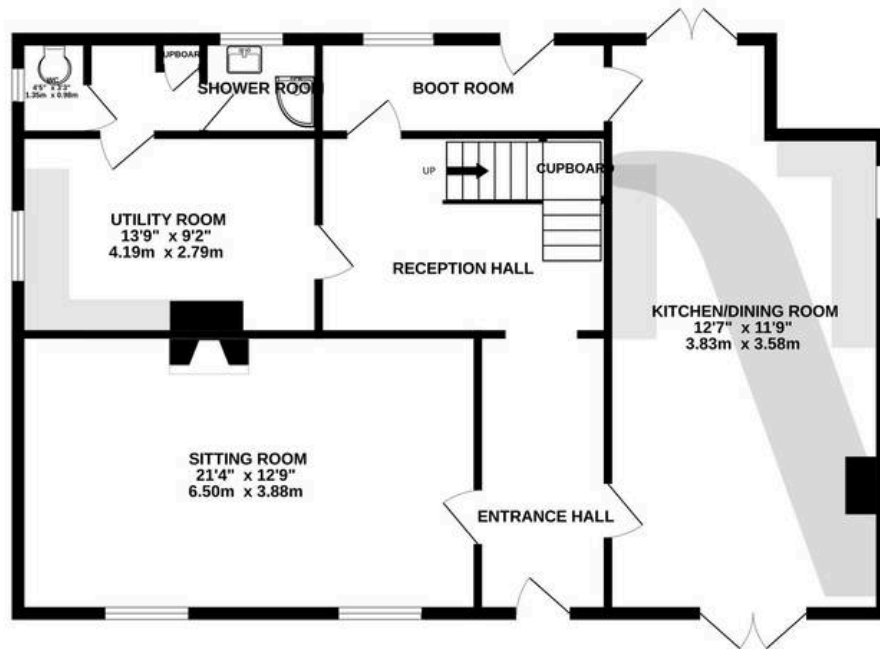 UPBOARD
WC
4'5" x 3'3"
1.35m x 0.98m
SHOWER ROOM
BOOT ROOM
UP
CUPBOARD
UTILITY ROOM
13'9" x 9'2"
4.19m x 2.79m
RECEPTION HALL
KITCHEN/DINING ROOM
12'7" x 11'9"
3.83m x 3.58m
SITTING ROOM
21'4" x 12'9"
6.50m x 3.88m
ENTRANCE HALL